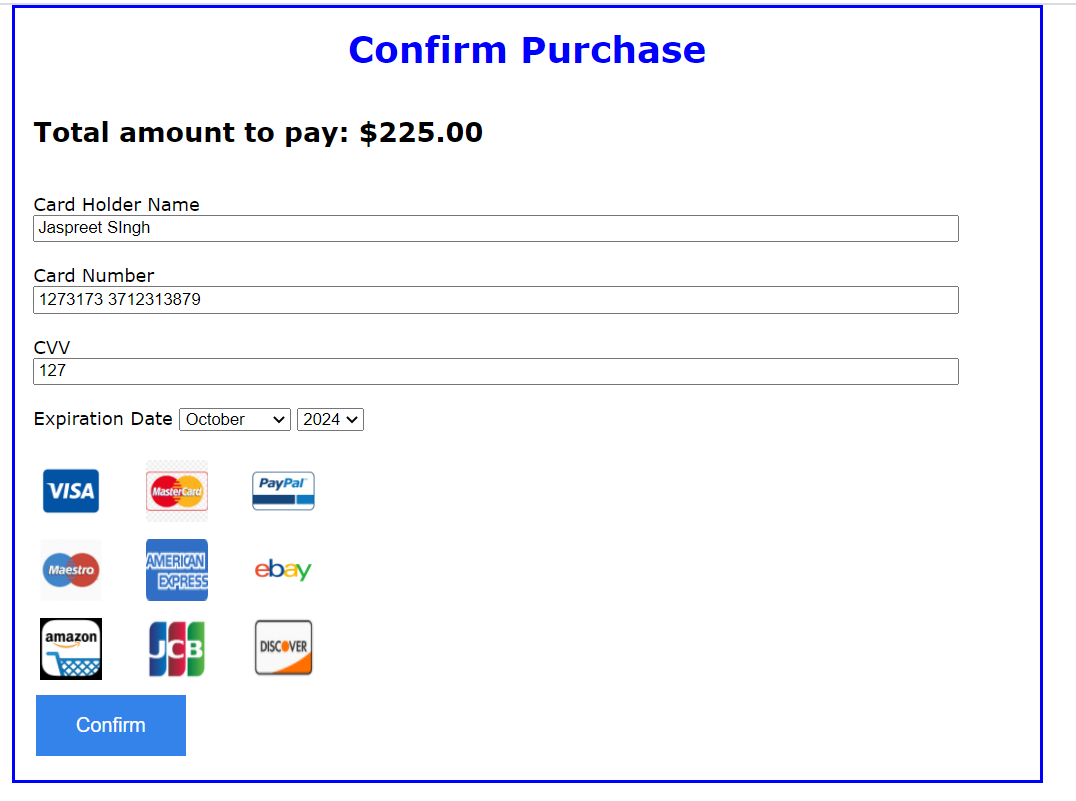 Confirm Purchase
Total amount to pay: $225.00
Card Holder Name
Jaspreet SIngh
Card Number
1273173 3712313879
CVV
127
Expiration Date October 2024
VISA MasterCard PayPal
Maestro AMERICAN EXPRESS ebay
amazon JCB DISCOVER
Confirm